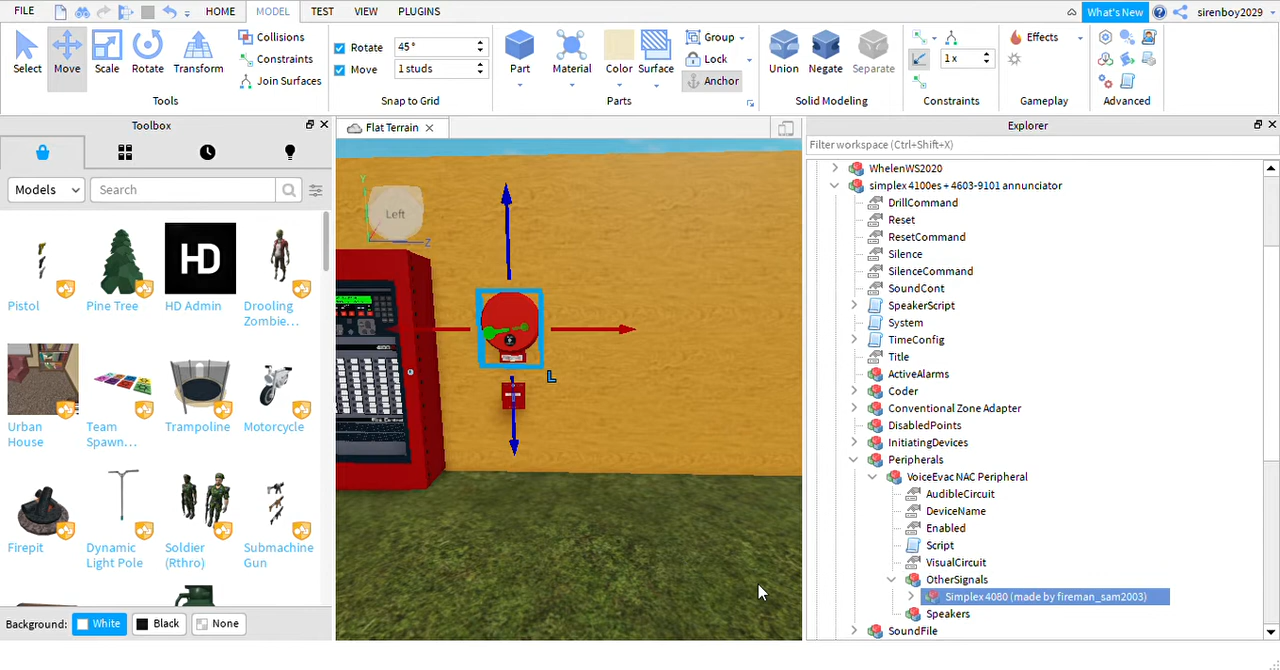 FILE HOME MODEL TEST VIEW PLUGINS What's New sirenboy2029
Select Move Scale Rotate Transform
Collisions
Constraints
Join Surfaces
Tools
Rotate 45°
Move 1 studs
Snap to Grid
Part Material Color Surface
Group
Lock
Anchor
Parts
Union Negate Separate
Solid Modeling
1 x
Constraints
Effects
Gameplay
Advanced
Toolbox
Models Search
Pistol
Pine Tree
HD
HD Admin
Drooling
Zombie...
Urban
House
Team
Spawn...
Trampoline
Motorcycle
Firepit
Dynamic
Light Pole
Soldier
(Rthro)
Submachine
Gun
Background: White Black None
Flat Terrain
Y
Left
Z
L
Explorer
Filter workspace (Ctrl+Shift+X)
WhelenWS2020
simplex 4100es + 4603-9101 annunciator
DrillCommand
Reset
ResetCommand
Silence
SilenceCommand
SoundCont
SpeakerScript
System
TimeConfig
Title
ActiveAlarms
Coder
Conventional Zone Adapter
DisabledPoints
InitiatingDevices
Peripherals
VoiceEvac NAC Peripheral
AudibleCircuit
DeviceName
Enabled
Script
VisualCircuit
OtherSignals
Simplex 4080 (made by fireman_sam2003)
Speakers
SoundFile